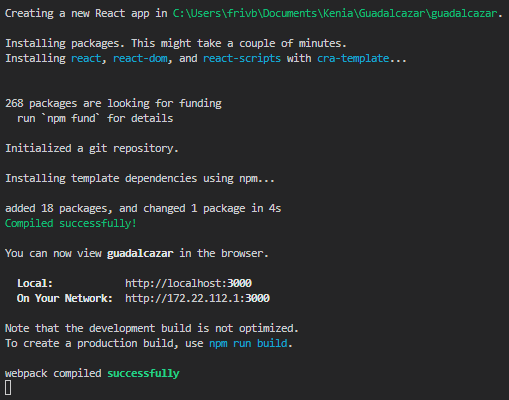 Creating a new React app in C:\Users\frivb\Documents\Kenia\Guadalcazar\guadalcazar.
Installing packages. This might take a couple of minutes.
Installing react, react-dom, and react-scripts with cra-template...
268 packages are looking for funding
run `npm fund` for details
Initialized a git repository.
Installing template dependencies using npm...
added 18 packages, and changed 1 package in 4s
Compiled successfully!
You can now view guadalcazar in the browser.
Local: http://localhost:3000
On Your Network: http://172.22.112.1:3000
Note that the development build is not optimized.
To create a production build, use npm run build.
webpack compiled successfully